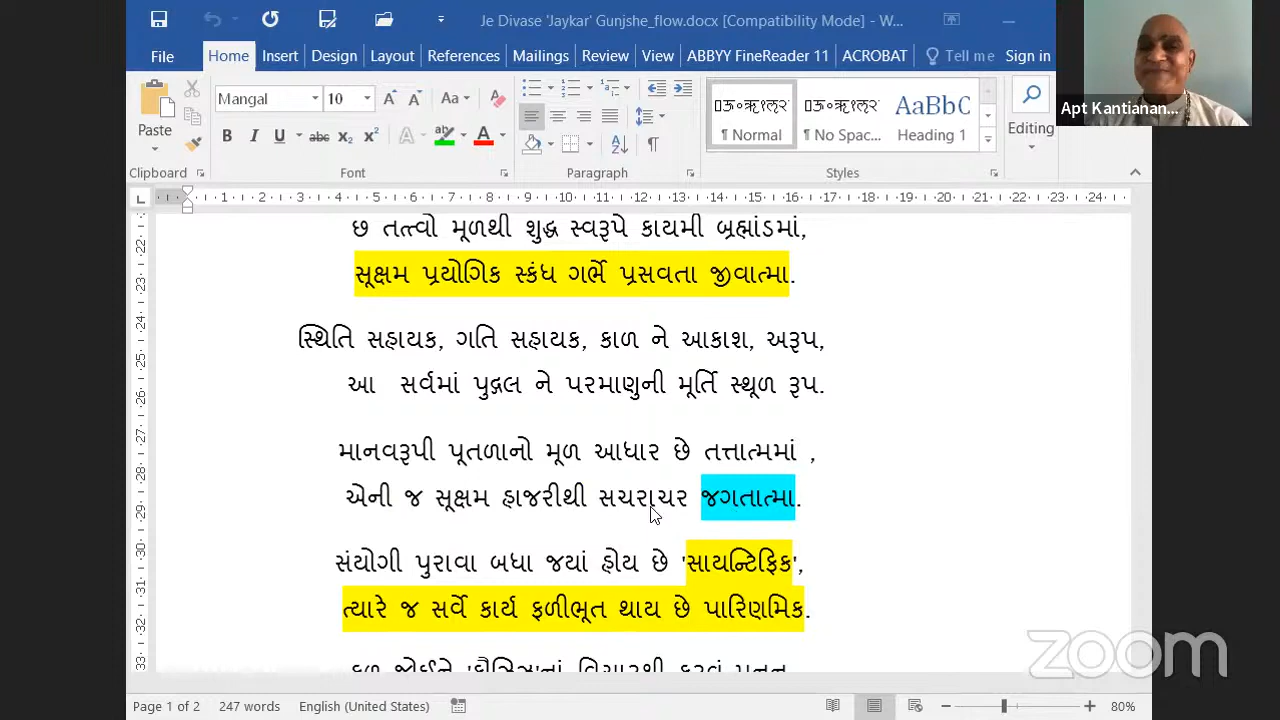 Je Divase 'Jaykar' Gunjshe_flow.docx [Compatibility Mode] - W...
File Home Insert Design Layout References Mailings Review View ABBYY FineReader 11 ACROBAT Tell me Sign in
Apt Kantianan...
Paste
Mangal 10
¶ Normal ¶ No Spac... AaBbC Heading 1
Editing
Clipboard Font Paragraph Styles
છ તત્ત્વો મૂળથી શુદ્ધ સ્વરૂપે કાયમી બ્રહ્માંડમાં,
સૂક્ષમ પ્રયોગિક સ્કંધ ગર્ભે પ્રસવતા જીવાત્મા.
સ્થિતિ સહાયક, ગતિ સહાયક, કાળ ને આકાશ, અરૂપ,
આ સર્વમાં પુદ્ગલ ને પરમાણુની મૂર્તિ સ્થૂળ રૂપ.
માનવરૂપી પૂતળાનો મૂળ આધાર છે તત્તાત્મમાં ,
એની જ સૂક્ષમ હાજરીથી સચરાચર જગતાત્મા.
સંયોગી પુરાવા બધા જયાં હોય છે 'સાયન્ટિફિક',
ત્યારે જ સર્વે કાર્ય ફળીભૂત થાય છે પારિણમિક.
zoom
Page 1 of 2 247 words English (United States) 80%